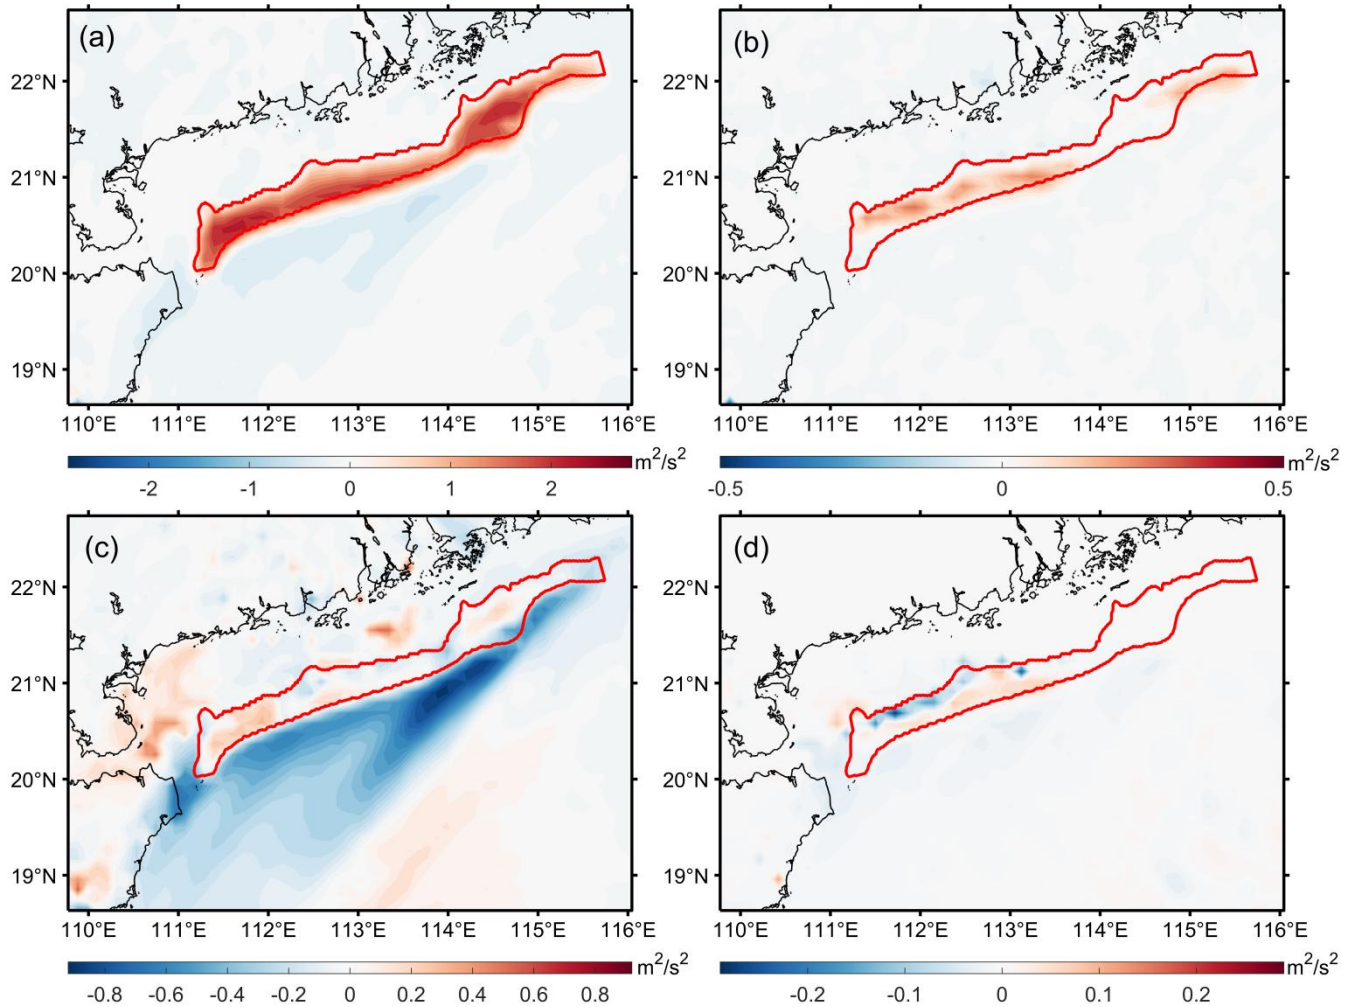 (a)
22°N
21°N
20°N
19°N
110°E 111°E 112°E 113°E 114°E 115°E 116°E
-2 -1 0 1 2 m²/s²
(b)
22°N
21°N
20°N
19°N
110°E 111°E 112°E 113°E 114°E 115°E 116°E
-0.5 0 0.5 m²/s²
(c)
22°N
21°N
20°N
19°N
110°E 111°E 112°E 113°E 114°E 115°E 116°E
-0.8 -0.6 -0.4 -0.2 0 0.2 0.4 0.6 0.8 m²/s²
(d)
22°N
21°N
20°N
19°N
110°E 111°E 112°E 113°E 114°E 115°E 116°E
-0.2 -0.1 0 0.1 0.2 m²/s²